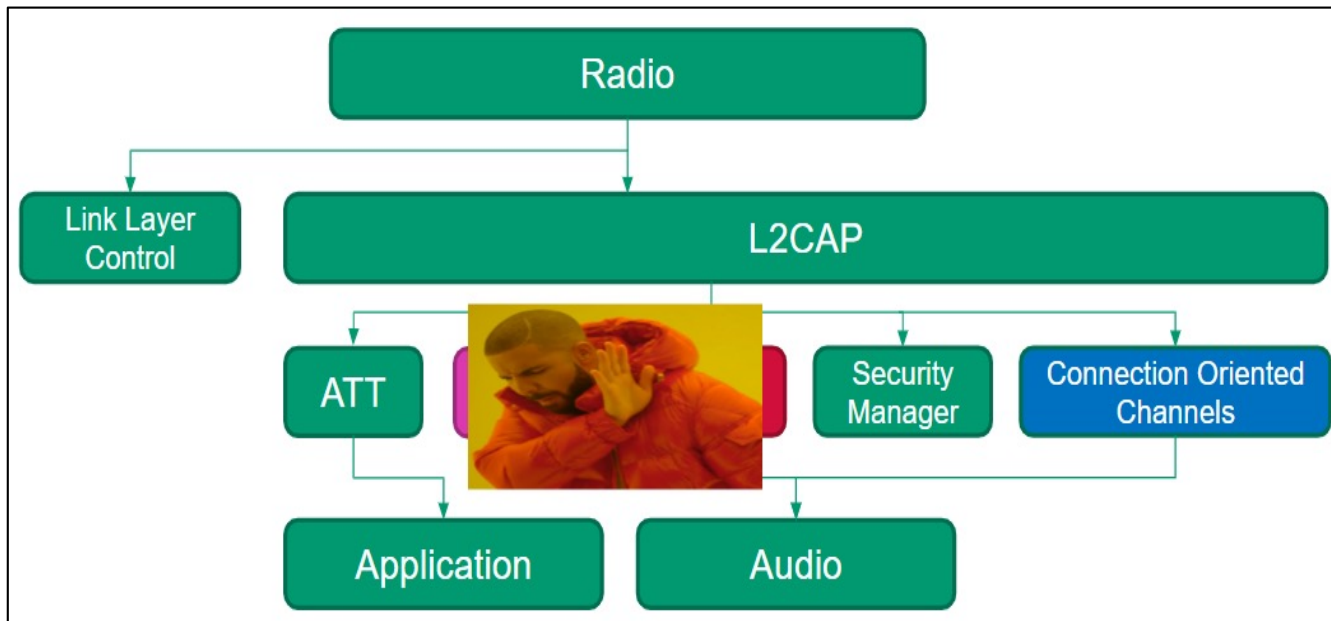 Radio
Link Layer
Control
L2CAP
ATT
Security
Manager
Connection Oriented
Channels
Application
Audio